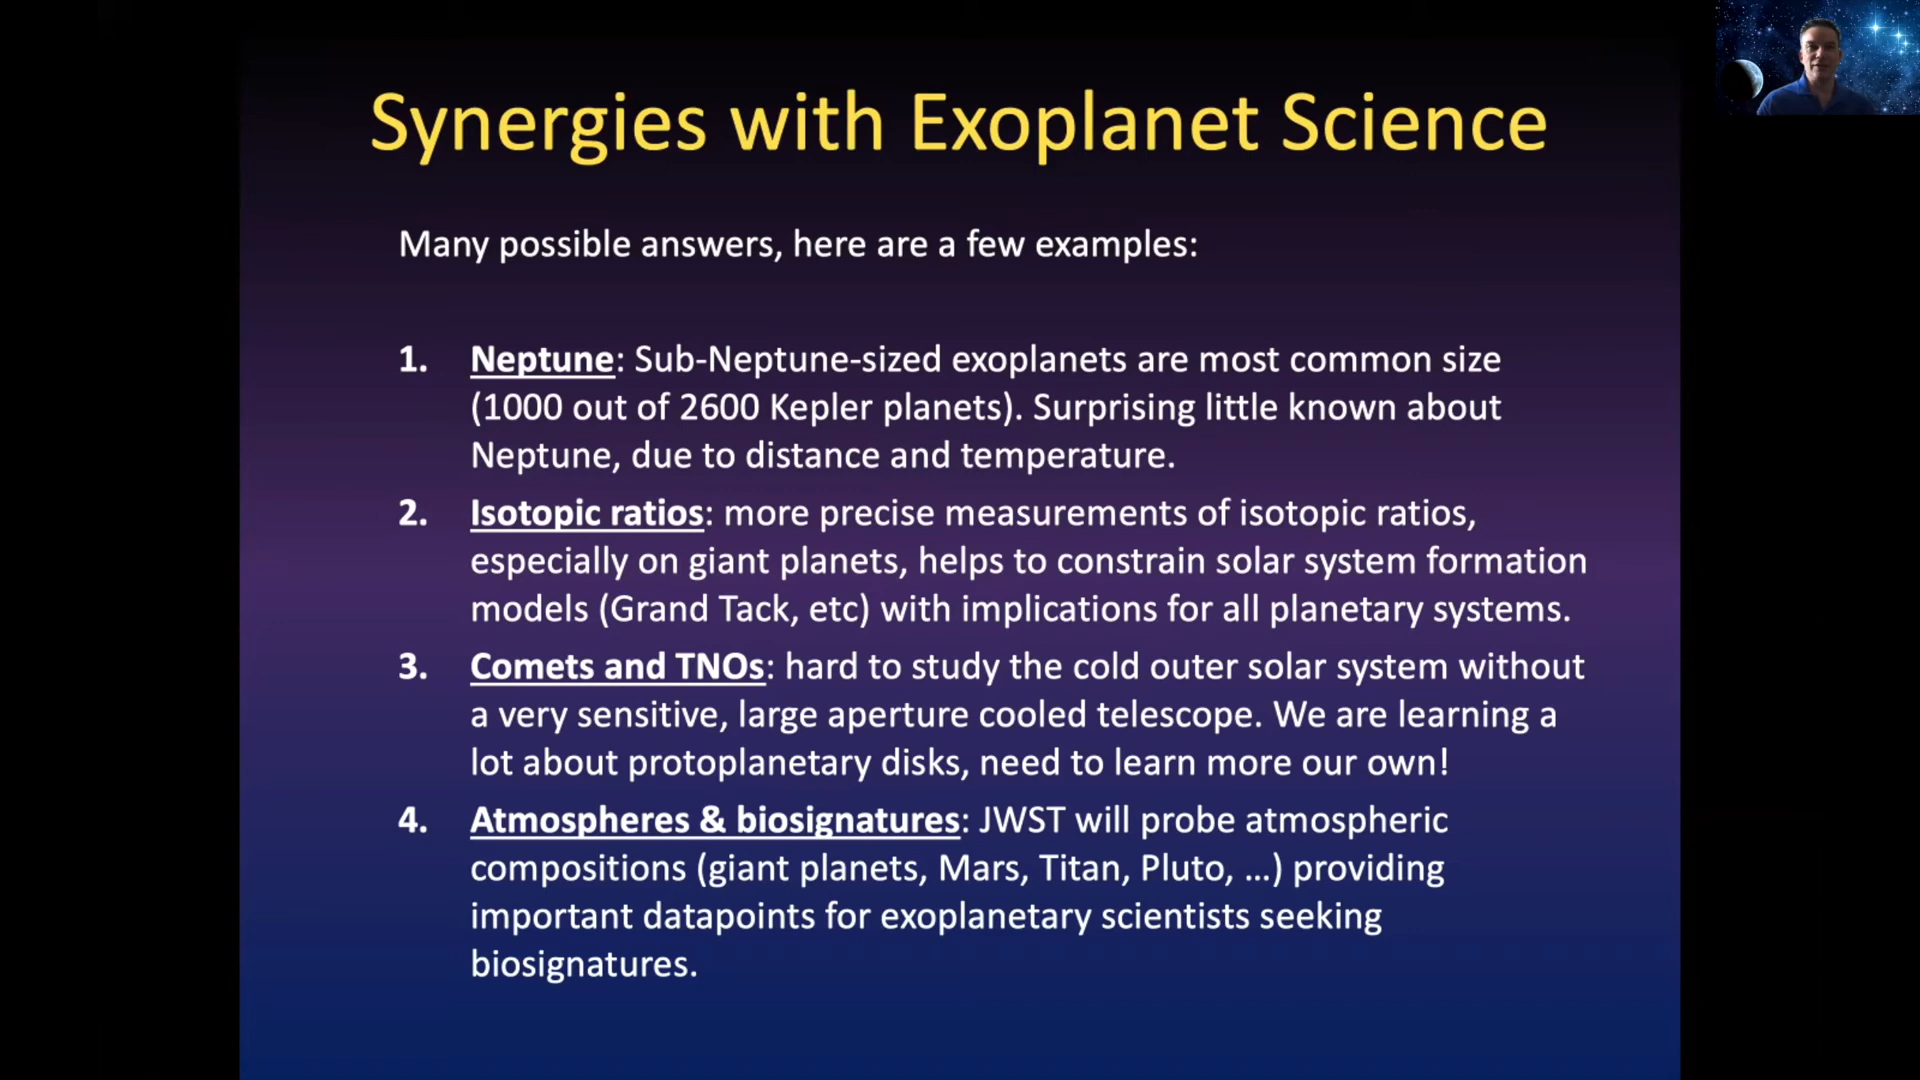 Synergies with Exoplanet Science
Many possible answers, here are a few examples:
1. Neptune: Sub-Neptune-sized exoplanets are most common size
(1000 out of 2600 Kepler planets). Surprising little known about
Neptune, due to distance and temperature.
2. Isotopic ratios: more precise measurements of isotopic ratios,
especially on giant planets, helps to constrain solar system formation
models (Grand Tack, etc) with implications for all planetary systems.
3. Comets and TNOs: hard to study the cold outer solar system without
a very sensitive, large aperture cooled telescope. We are learning a
lot about protoplanetary disks, need to learn more our own!
4. Atmospheres & biosignatures: JWST will probe atmospheric
compositions (giant planets, Mars, Titan, Pluto, ...) providing
important datapoints for exoplanetary scientists seeking
biosignatures.